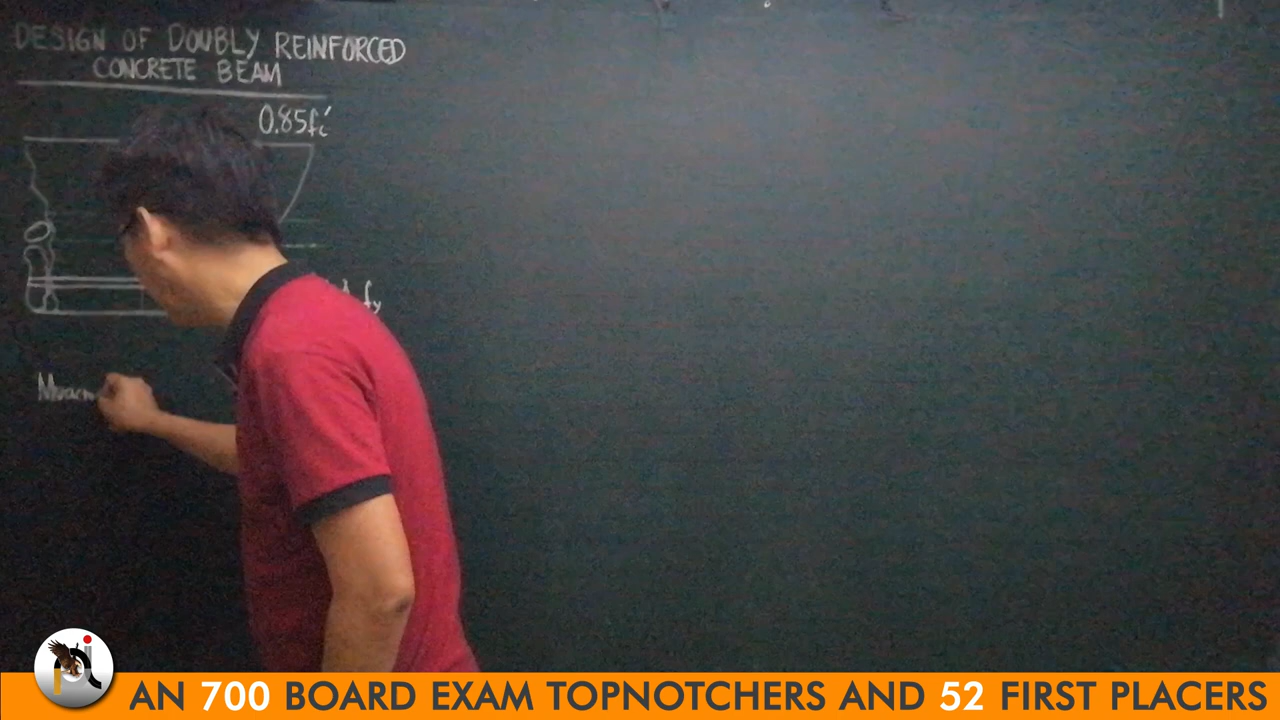 DESIGN OF DOUBLY REINFORCED
CONCRETE BEAM
0.85fc'
fy
AN 700 BOARD EXAM TOPNOTCHERS AND 52 FIRST PLACERS